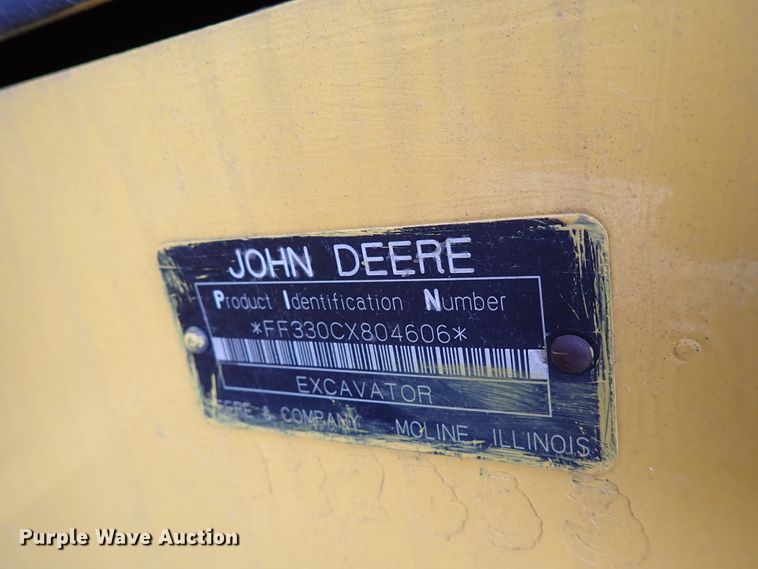 JOHN DEERE
Product Identification Number
*FF330CX804606*
EXCAVATOR
& COMPANY MOLINE, ILLINOIS
Purple Wave Auction